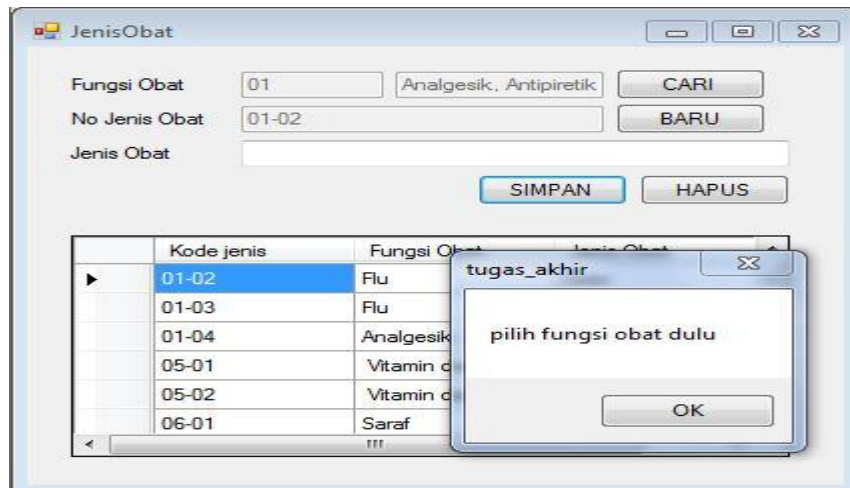 JenisObat
Fungsi Obat 01 Analgesik, Antipiretik CARI
No Jenis Obat 01-02 BARU
Jenis Obat
SIMPAN HAPUS
Kode jenis Fungsi Obat Jenis Obat
01-02 Flu
01-03 Flu
01-04 Analgesik
05-01 Vitamin d
05-02 Vitamin d
06-01 Saraf
tugas_akhir
pilih fungsi obat dulu
OK